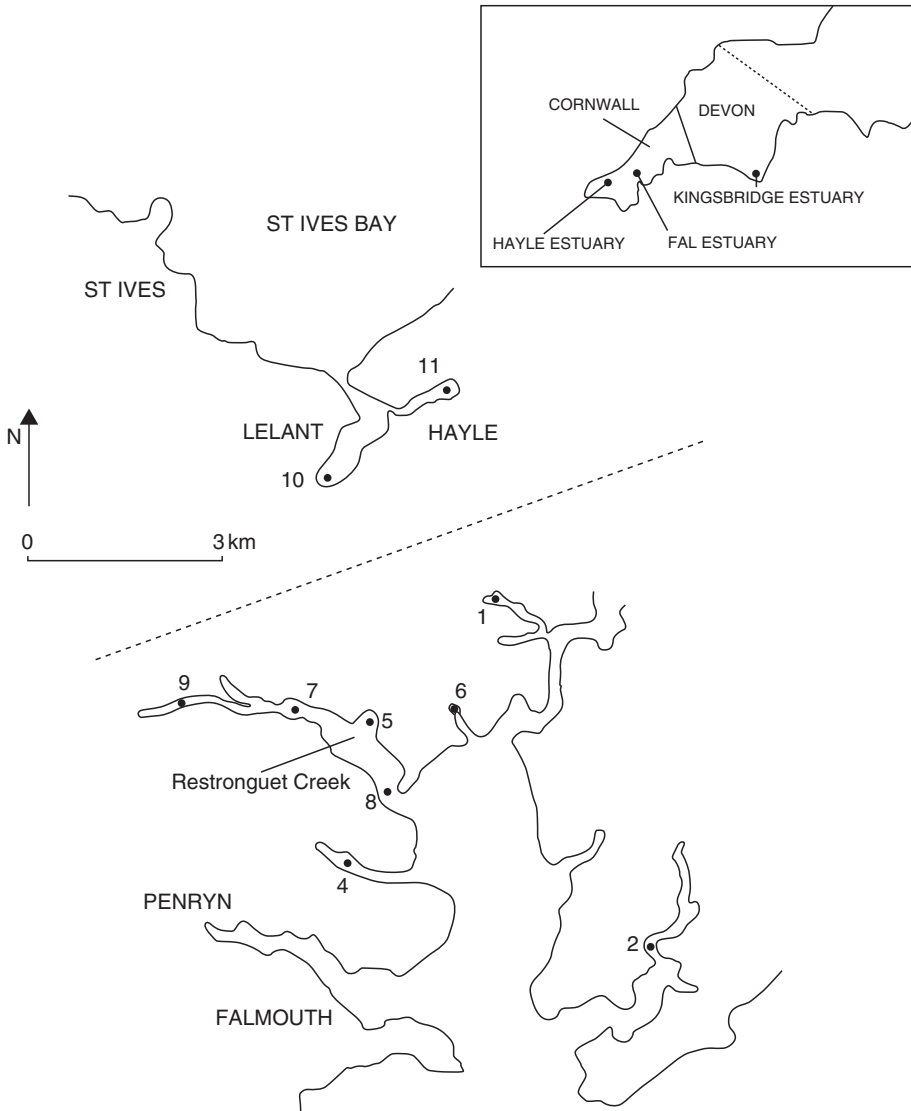 CORNWALL
DEVON
KINGSBRIDGE ESTUARY
HAYLE ESTUARY
FAL ESTUARY
ST IVES BAY
ST IVES
11
LELANT
HAYLE
N
10
0
3 km
1
9
7
6
5
Restronguet Creek
8
4
PENRYN
2
FALMOUTH